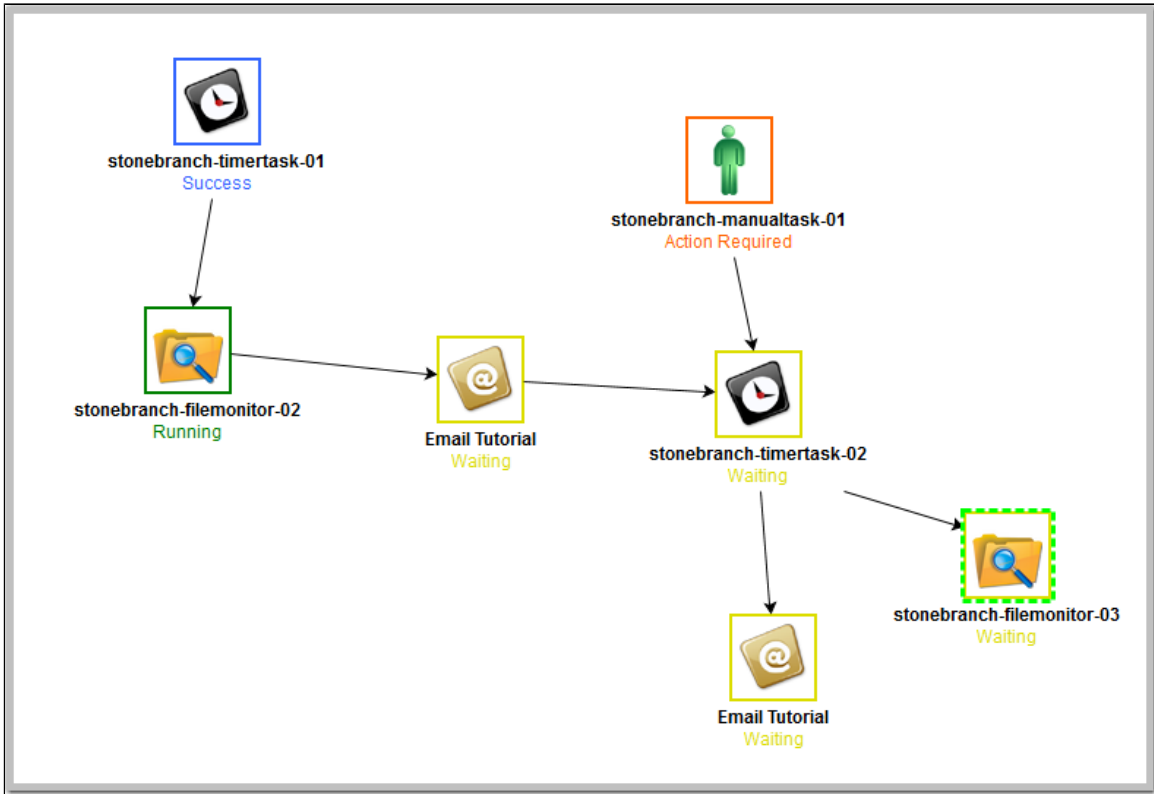 stonebranch-timertask-01
Success
stonebranch-manualtask-01
Action Required
stonebranch-filemonitor-02
Running
Email Tutorial
Waiting
stonebranch-timertask-02
Waiting
stonebranch-filemonitor-03
Waiting
Email Tutorial
Waiting